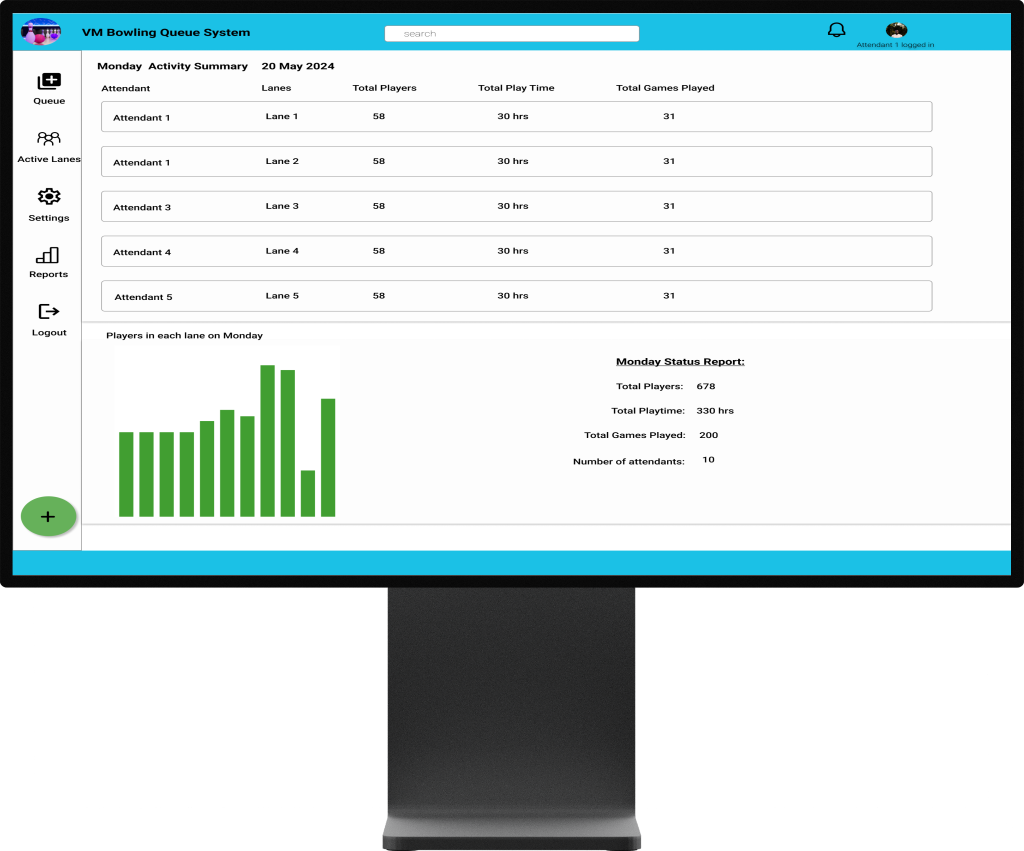 VM Bowling Queue System
search
Attendant 1 logged in
Monday Activity Summary 20 May 2024
Attendant Lanes Total Players Total Play Time Total Games Played
Attendant 1 Lane 1 58 30 hrs 31
Attendant 1 Lane 2 58 30 hrs 31
Attendant 3 Lane 3 58 30 hrs 31
Attendant 4 Lane 4 58 30 hrs 31
Attendant 5 Lane 5 58 30 hrs 31
Queue
Active Lanes
Settings
Reports
Logout
+
Players in each lane on Monday
Monday Status Report:
Total Players: 678
Total Playtime: 330 hrs
Total Games Played: 200
Number of attendants: 10